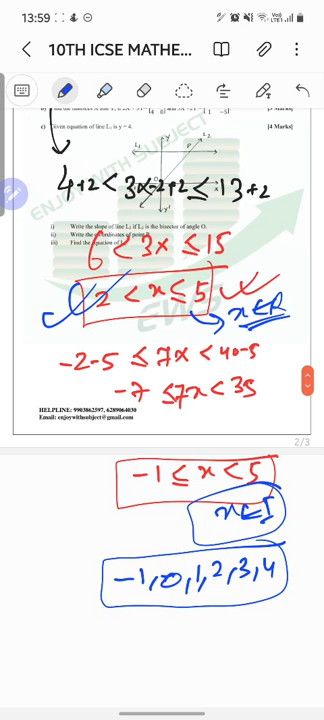 13:59
10TH ICSE MATHE...
c) Given equation of line L₁ is y = 4. [4 Marks]
L₁ Y L₂ P
4+2 < 3x-2+2 ≤ 13+2
i) Write the slope of line L₂ if L₂ is the bisector of angle O.
ii) Write the coordinates of point P.
iii) Find the equation of L₂
6 < 3x ≤ 15
2 < x ≤ 5
x ∈ R
-2-5 ≤ 7x < 40-5
-7 ≤ 7x < 35
HELPLINE: 9903862597, 6289064030
Email: enjoywithsubject@gmail.com
2/3
-1 ≤ x < 5
x ∈ I
-1, 0, 1, 2, 3, 4